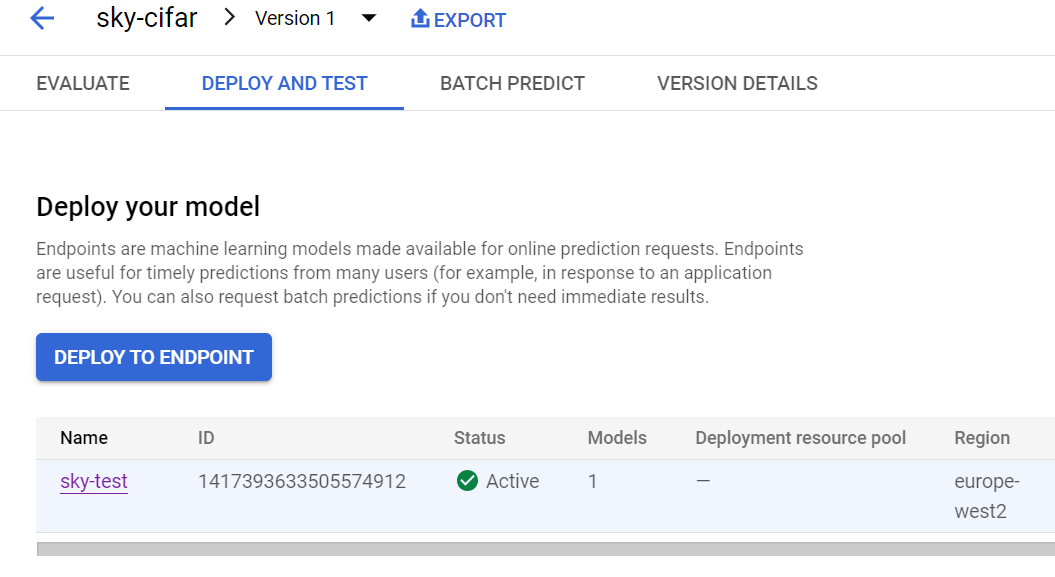 sky-cifar > Version 1 EXPORT
EVALUATE DEPLOY AND TEST BATCH PREDICT VERSION DETAILS
Deploy your model
Endpoints are machine learning models made available for online prediction requests. Endpoints
are useful for timely predictions from many users (for example, in response to an application
request). You can also request batch predictions if you don't need immediate results.
DEPLOY TO ENDPOINT
Name ID Status Models Deployment resource pool Region
sky-test 1417393633505574912 Active 1 — europe-
west2